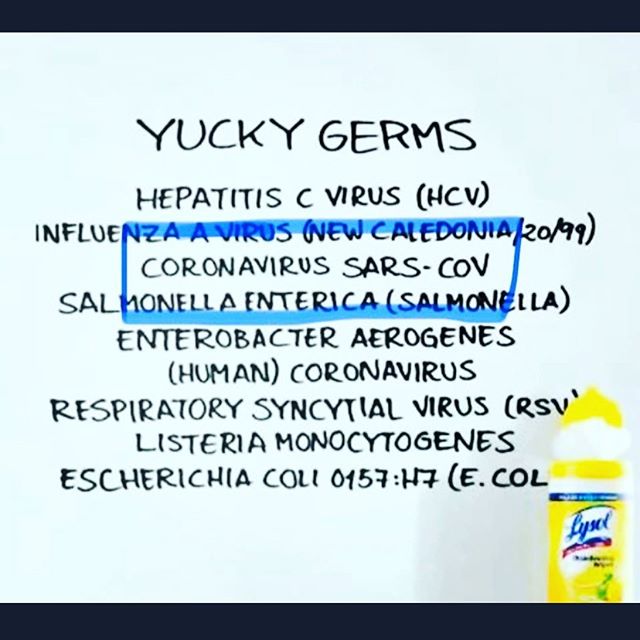 YUCKY GERMS
HEPATITIS C VIRUS (HCV)
INFLUENZA A VIRUS (NEW CALEDONIA/20/99)
CORONAVIRUS SARS-COV
SALMONELLA ENTERICA (SALMONELLA)
ENTEROBACTER AEROGENES
(HUMAN) CORONAVIRUS
RESPIRATORY SYNCYTIAL VIRUS (RSV)
LISTERIA MONOCYTOGENES
ESCHERICHIA COLI 0157:H7 (E. COL
Lysol